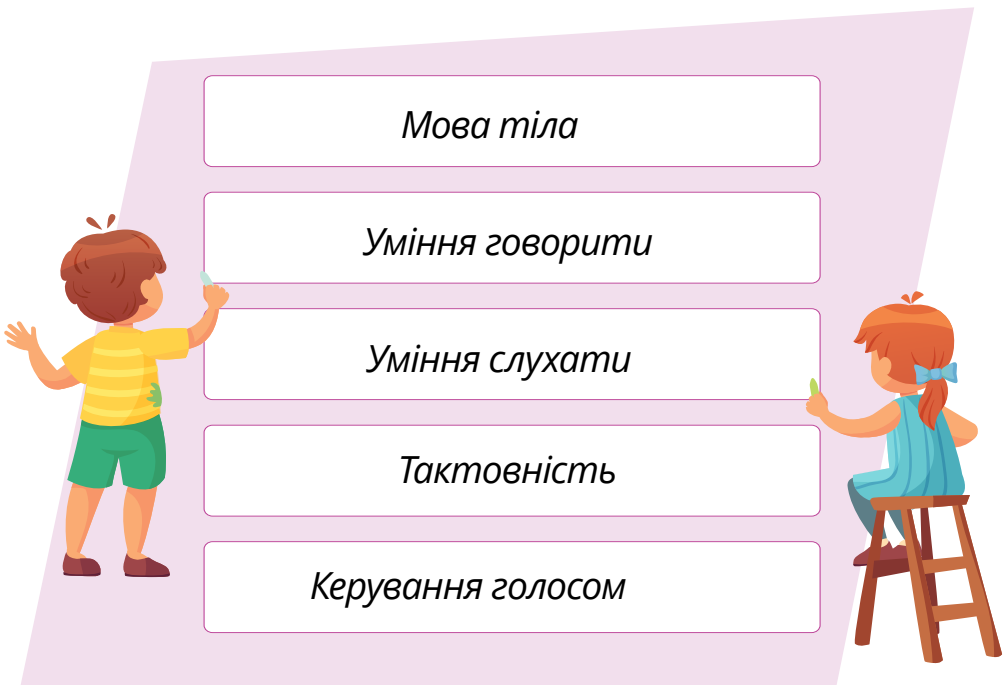 Мова тіла
Уміння говорити
Уміння слухати
Тактовність
Керування голосом